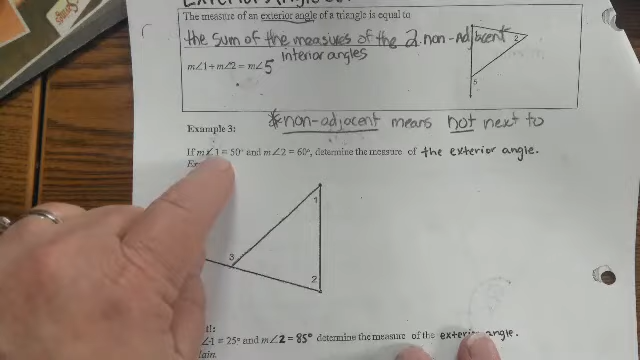 The measure of an exterior angle of a triangle is equal to
the sum of the measures of the 2 non-adjacent
interior angles
m∠1 + m∠2 = m∠5
2
5
Example 3:
*non-adjacent means not next to
If m∠1 = 50° and m∠2 = 60°, determine the measure of the exterior angle.
1
3
2
∠1 = 25° and m∠2 = 85° determine the measure of the exterior angle.
lain